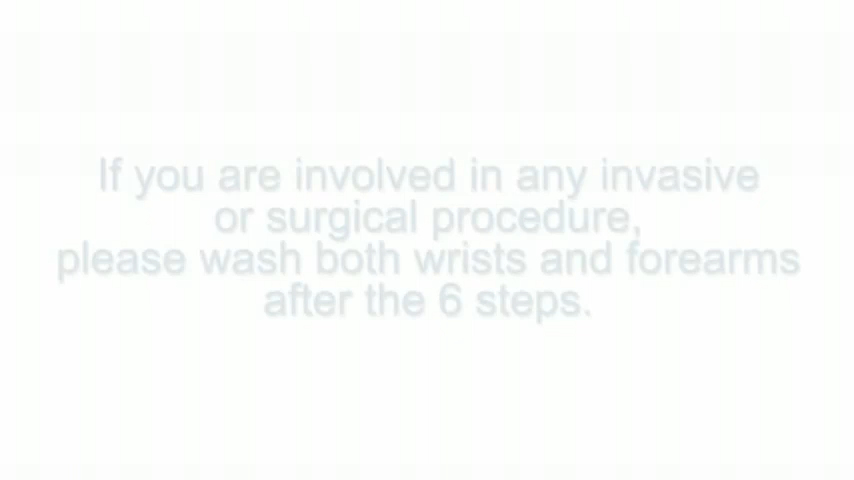 If you are involved in any invasive
or surgical procedure,
please wash both wrists and forearms
after the 6 steps.